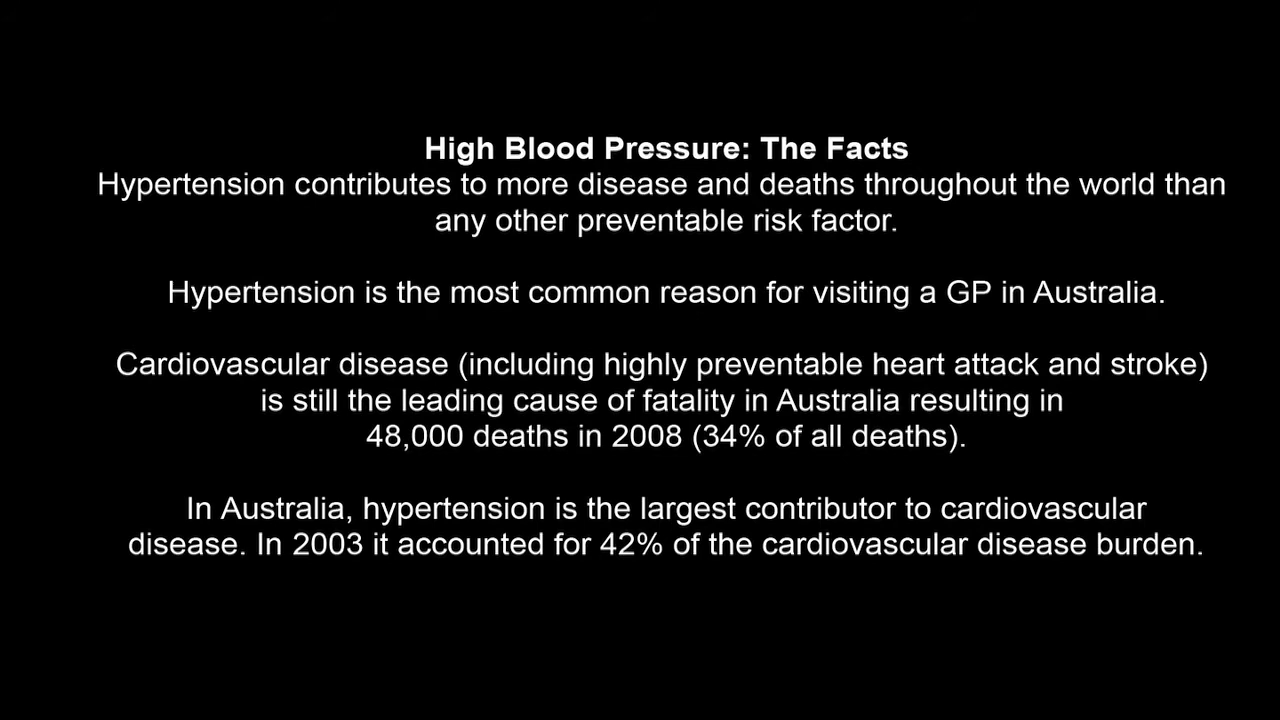 High Blood Pressure: The Facts
Hypertension contributes to more disease and deaths throughout the world than
any other preventable risk factor.
Hypertension is the most common reason for visiting a GP in Australia.
Cardiovascular disease (including highly preventable heart attack and stroke)
is still the leading cause of fatality in Australia resulting in
48,000 deaths in 2008 (34% of all deaths).
In Australia, hypertension is the largest contributor to cardiovascular
disease. In 2003 it accounted for 42% of the cardiovascular disease burden.